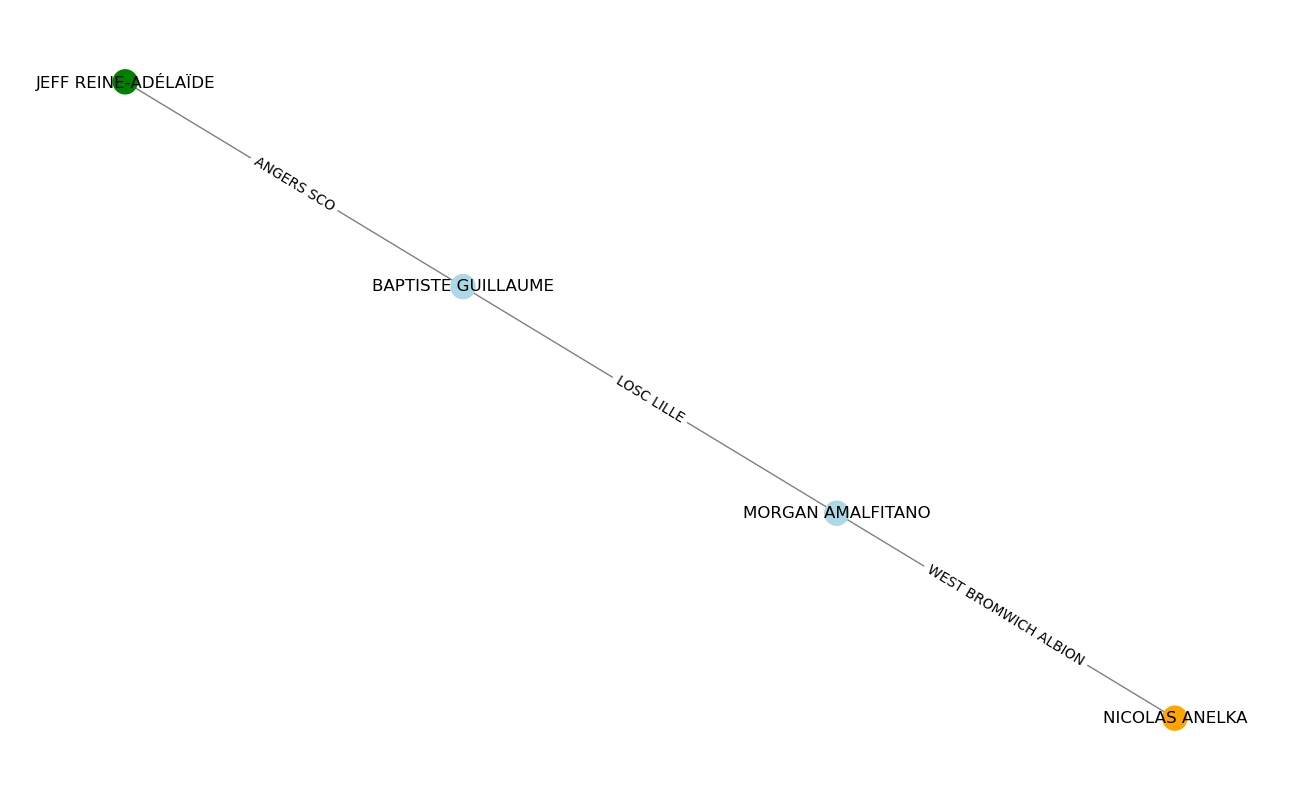 JEFF REINE-ADÉLAÏDE
ANGERS SCO
BAPTISTE GUILLAUME
LOSC LILLE
MORGAN AMALFITANO
WEST BROMWICH ALBION
NICOLAS ANELKA